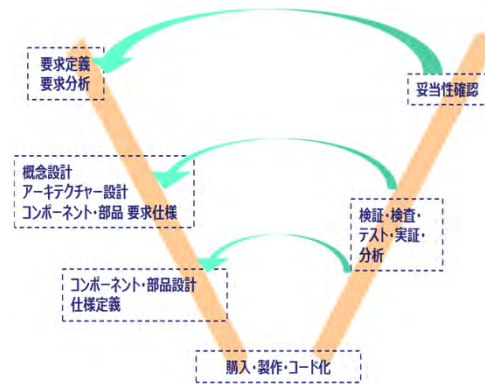 要求定義
要求分析
妥当性確認
概念設計
アーキテクチャー設計
コンポーネント・部品 要求仕様
検証・検査・
テスト・実証・
分析
コンポーネント・部品設計
仕様定義
購入・製作・コード化